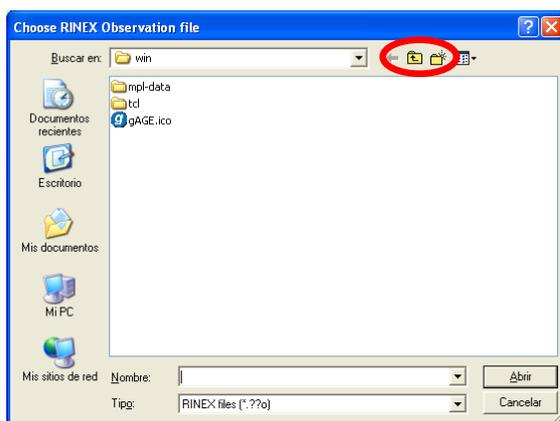 Choose RINEX Observation file
Buscar en:
win
mpl-data
tcl
gAGE.ico
Documentos
recientes
Escritorio
Mis documentos
Mi PC
Mis sitios de red
Nombre:
Abrir
Tipo:
RINEX files (*.??o)
Cancelar